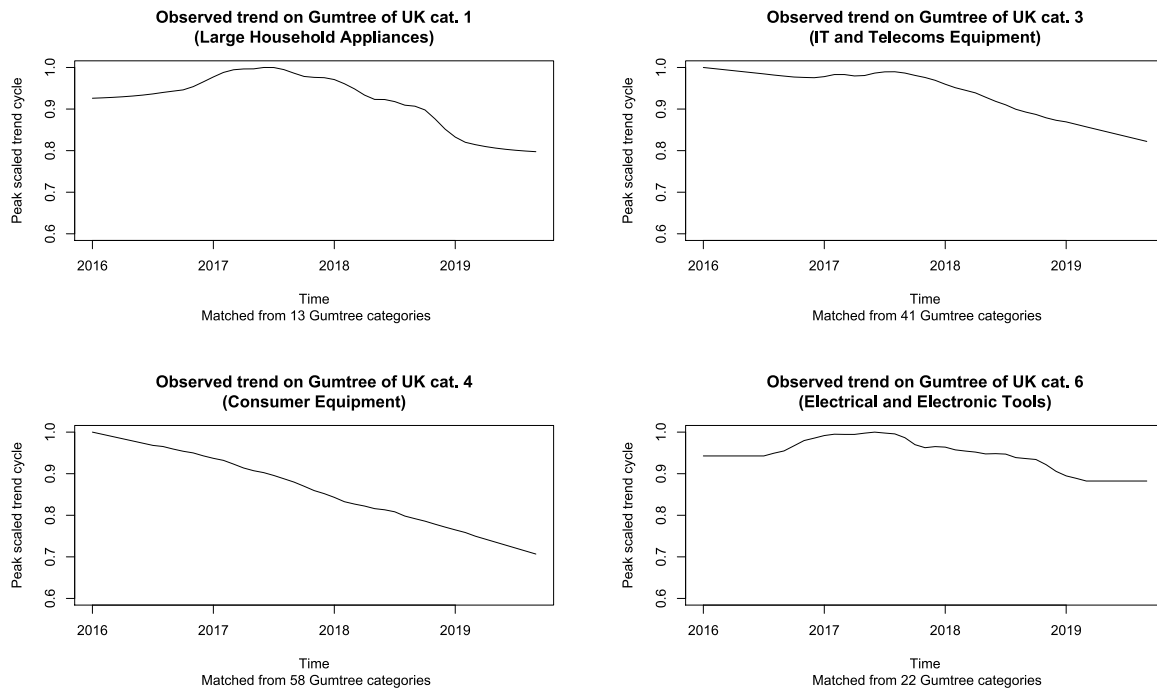 Observed trend on Gumtree of UK cat. 1
(Large Household Appliances)
Peak scaled trend cycle
1.0
0.9
0.8
0.7
0.6
2016
2017
2018
2019
Time
Matched from 13 Gumtree categories
Observed trend on Gumtree of UK cat. 3
(IT and Telecoms Equipment)
Peak scaled trend cycle
1.0
0.9
0.8
0.7
0.6
2016
2017
2018
2019
Time
Matched from 41 Gumtree categories
Observed trend on Gumtree of UK cat. 4
(Consumer Equipment)
Peak scaled trend cycle
1.0
0.9
0.8
0.7
0.6
2016
2017
2018
2019
Time
Matched from 58 Gumtree categories
Observed trend on Gumtree of UK cat. 6
(Electrical and Electronic Tools)
Peak scaled trend cycle
1.0
0.9
0.8
0.7
0.6
2016
2017
2018
2019
Time
Matched from 22 Gumtree categories